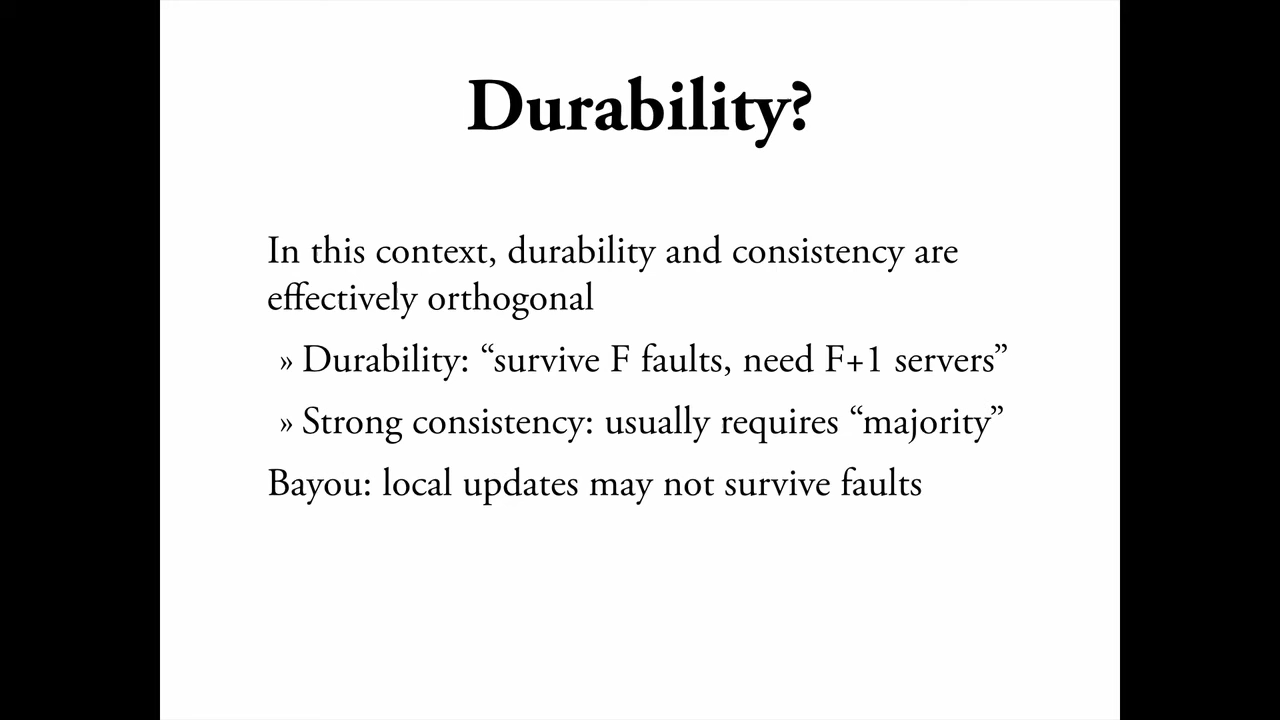 Durability?
In this context, durability and consistency are
effectively orthogonal
» Durability: “survive F faults, need F+1 servers”
» Strong consistency: usually requires “majority”
Bayou: local updates may not survive faults